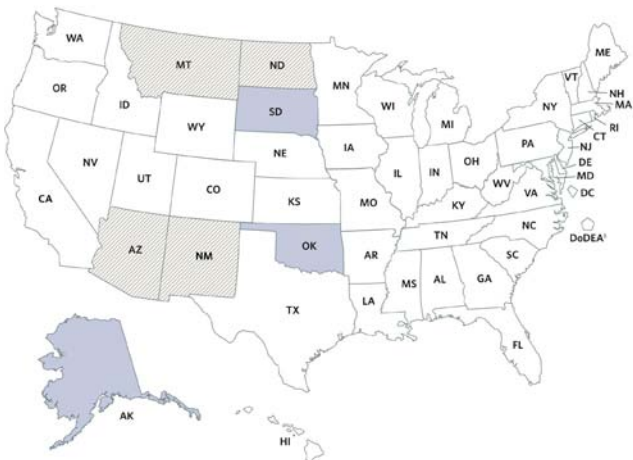 WA
MT
ND
MN
ME
VT
NH
MA
OR
ID
SD
WI
NY
RI
CT
WY
MI
PA
NJ
NE
IA
DE
NV
OH
MD
UT
IL
IN
WV
DC
CO
CA
KS
MO
KY
VA
DoDEA¹
TN
NC
AZ
NM
OK
AR
SC
MS
AL
GA
TX
LA
FL
AK
HI